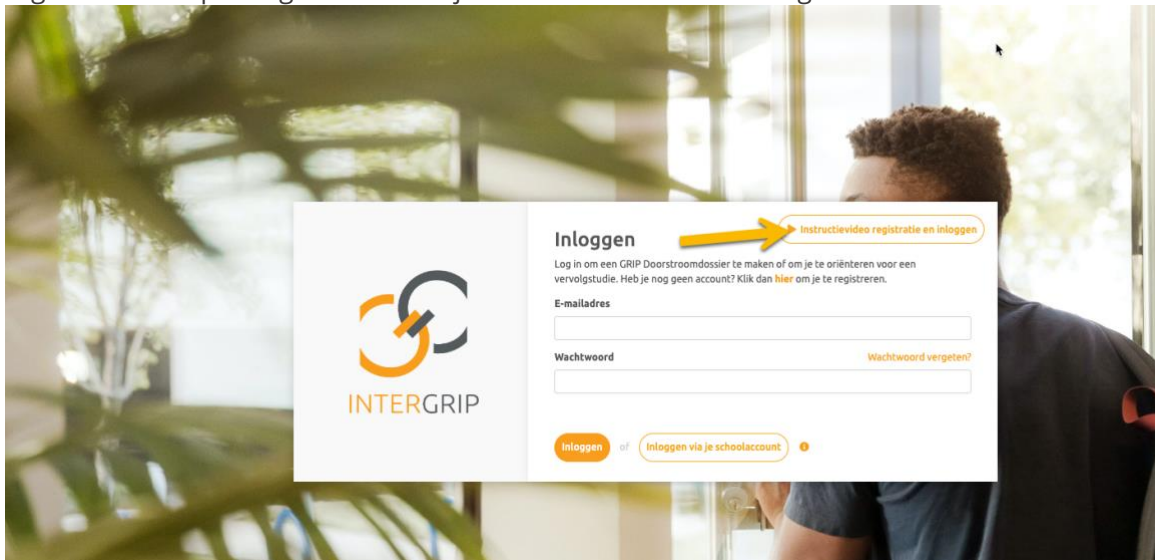 Inloggen
Instructievideo registratie en inloggen
Log in om een GRIP Doorstroomdossier te maken of om je te oriënteren voor een
vervolgstudie. Heb je nog geen account? Klik dan hier om je te registreren.
E-mailadres
Wachtwoord
Wachtwoord vergeten?
INTERGRIP
Inloggen of Inloggen via je schoolaccount